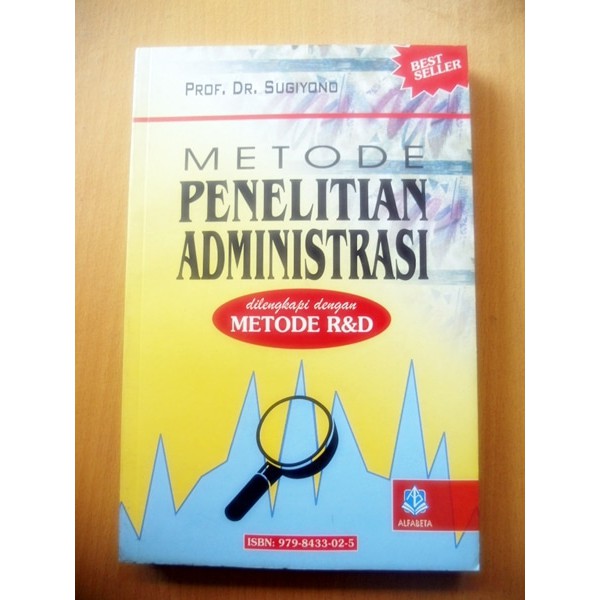 BEST
SELLER
PROF. DR. SUGIYONO
METODE
PENELITIAN
ADMINISTRASI
dilengkapi dengan
METODE R&D
ALFABETA
ISBN: 979-8433-02-5